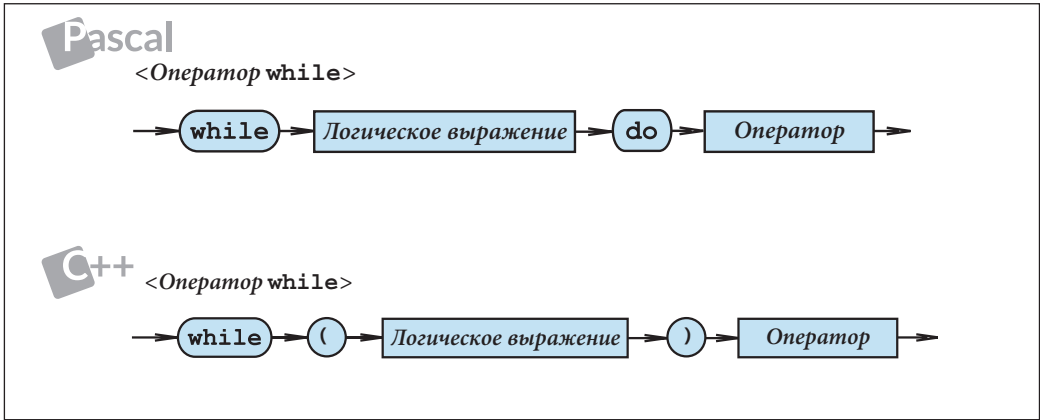 Pascal
<Оператор while>
while Логическое выражение do Оператор
C++
<Оператор while>
while ( Логическое выражение ) Оператор